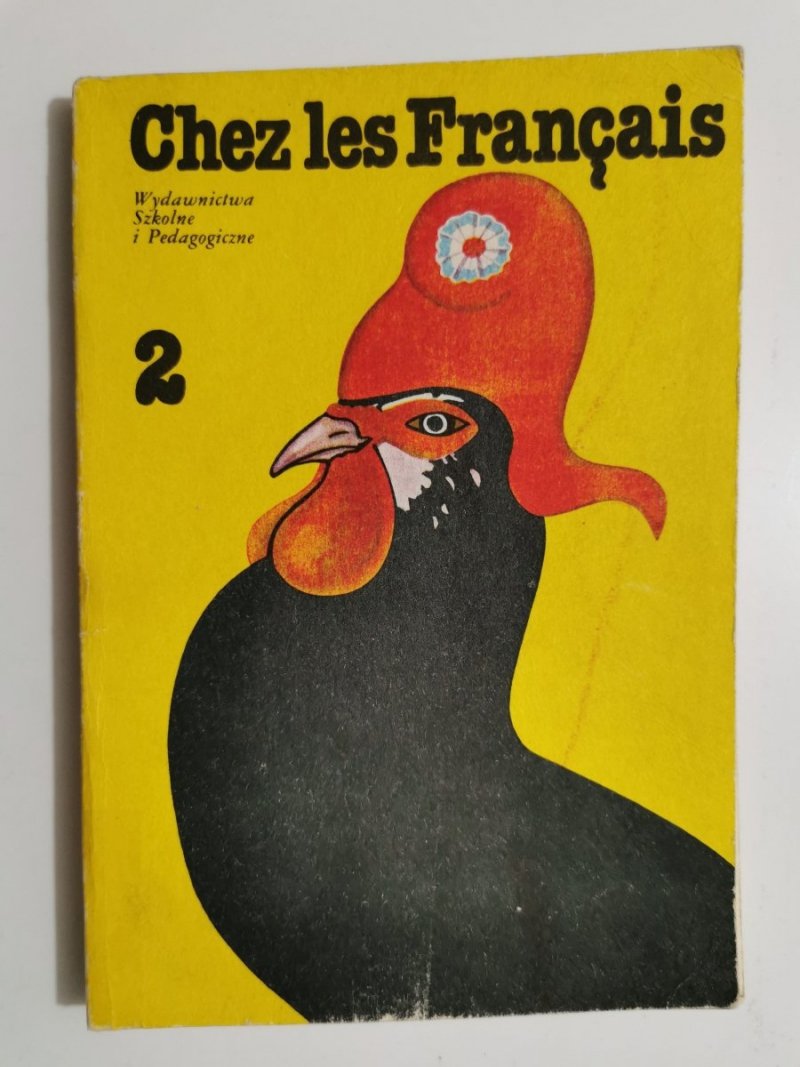 Chez les Français
Wydawnictwa
Szkolne
i Pedagogiczne
2